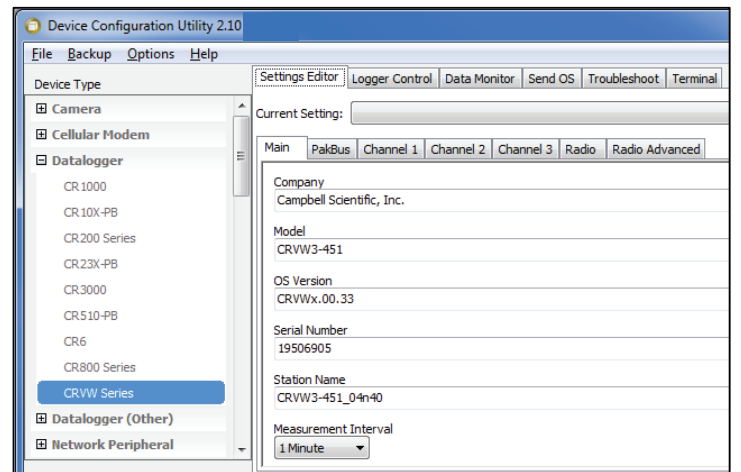 Device Configuration Utility 2.10
File Backup Options Help
Device Type
Camera
Cellular Modem
Datalogger
CR1000
CR10X-PB
CR200 Series
CR23X-PB
CR3000
CR510-PB
CR6
CR800 Series
CRVW Series
Datalogger (Other)
Network Peripheral
Settings Editor Logger Control Data Monitor Send OS Troubleshoot Terminal
Current Setting:
Main PakBus Channel 1 Channel 2 Channel 3 Radio Radio Advanced
Company
Campbell Scientific, Inc.
Model
CRVW3-451
OS Version
CRVWx.00.33
Serial Number
19506905
Station Name
CRVW3-451_04n40
Measurement Interval
1 Minute